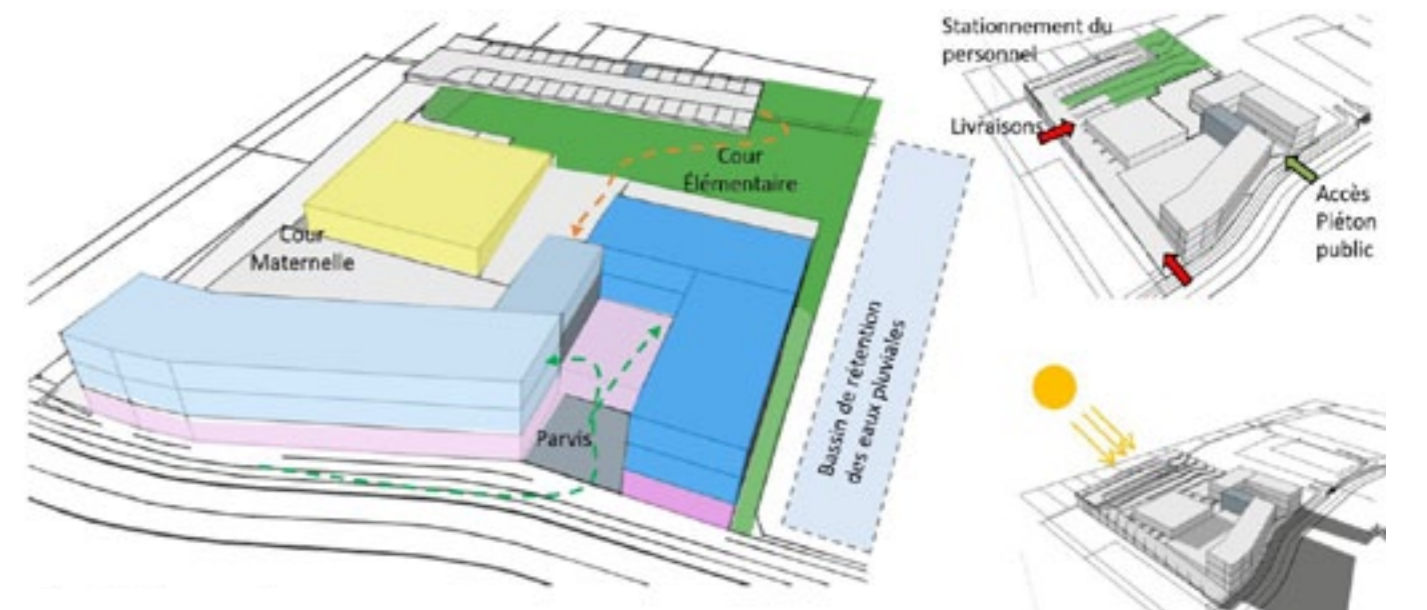 Cour
Élémentaire
Cour
Maternelle
Parvis
Bassin de rétention
des eaux pluviales
Stationnement du
personnel
Livraisons
Accès
Piéton
public